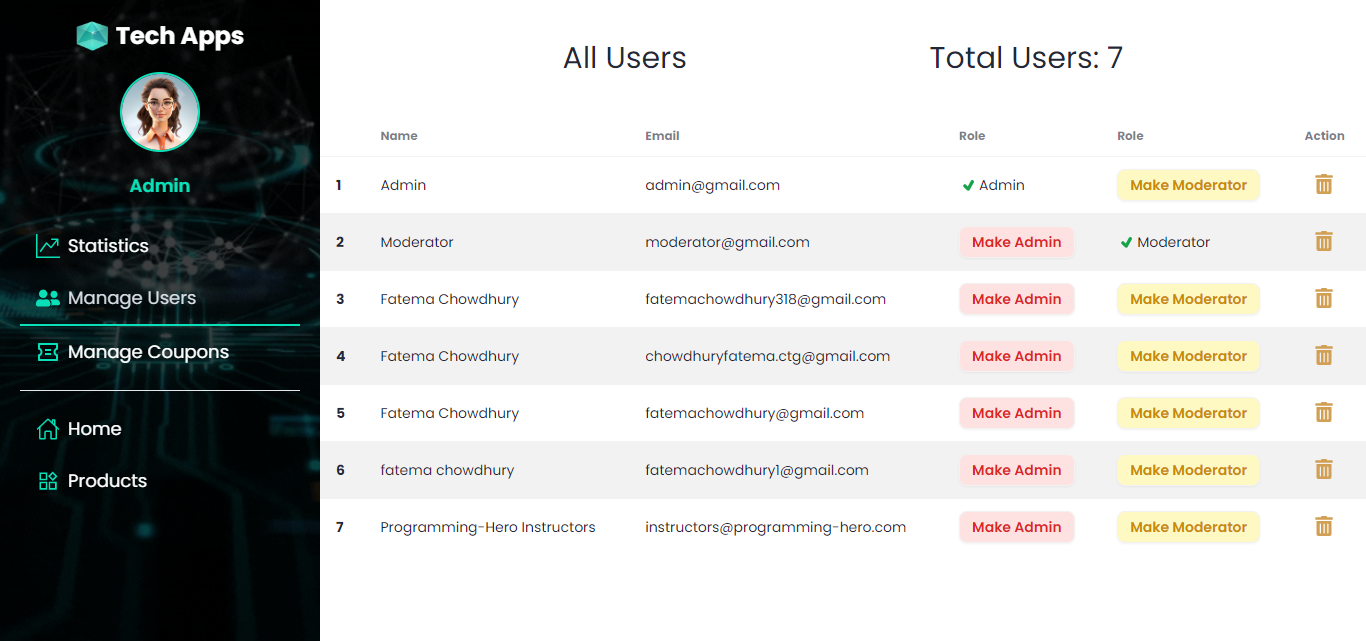 Tech Apps
Admin
Statistics
Manage Users
Manage Coupons
Home
Products
All Users Total Users: 7
Name Email Role Role Action
1 Admin admin@gmail.com Admin Make Moderator
2 Moderator moderator@gmail.com Make Admin Moderator
3 Fatema Chowdhury fatemachowdhury318@gmail.com Make Admin Make Moderator
4 Fatema Chowdhury chowdhuryfatema.ctg@gmail.com Make Admin Make Moderator
5 Fatema Chowdhury fatemachowdhury@gmail.com Make Admin Make Moderator
6 fatema chowdhury fatemachowdhury1@gmail.com Make Admin Make Moderator
7 Programming-Hero Instructors instructors@programming-hero.com Make Admin Make Moderator